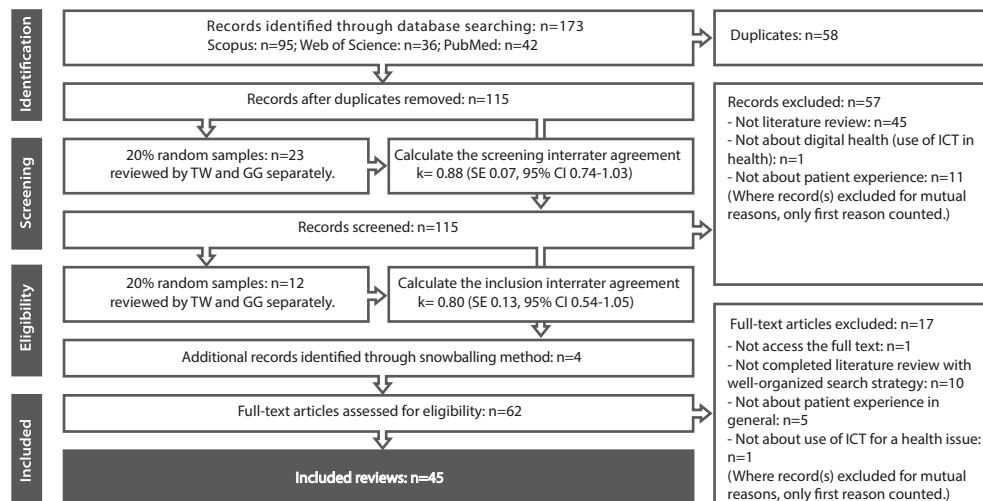 Identification
Records identified through database searching: n=173
Scopus: n=95; Web of Science: n=36; PubMed: n=42
Duplicates: n=58
Records after duplicates removed: n=115
Records excluded: n=57
- Not literature review: n=45
- Not about digital health (use of ICT in
health): n=1
- Not about patient experience: n=11
(Where record(s) excluded for mutual
reasons, only first reason counted.)
Screening
20% random samples: n=23
reviewed by TW and GG separately.
Calculate the screening interrater agreement
k= 0.88 (SE 0.07, 95% CI 0.74-1.03)
Records screened: n=115
Eligibility
20% random samples: n=12
reviewed by TW and GG separately.
Calculate the inclusion interrater agreement
k= 0.80 (SE 0.13, 95% CI 0.54-1.05)
Additional records identified through snowballing method: n=4
Full-text articles excluded: n=17
- Not access the full text: n=1
- Not completed literature review with
well-organized search strategy: n=10
- Not about patient experience in
general: n=5
- Not about use of ICT for a health issue:
n=1
(Where record(s) excluded for mutual
reasons, only first reason counted.)
Included
Full-text articles assessed for eligibility: n=62
Included reviews: n=45